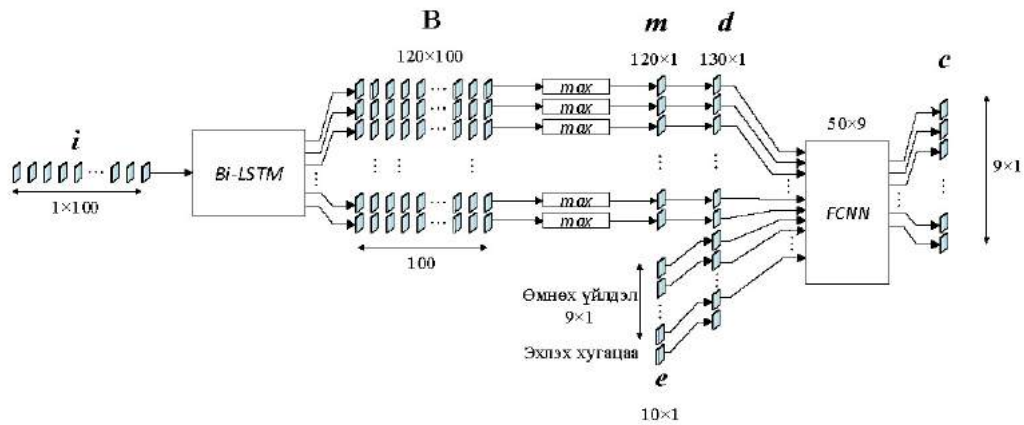 B
m
d
c
120×100
120×1
130×1
max
max
max
50×9
i
Bi-LSTM
9×1
FCNN
1×100
max
max
100
Өмнөх үйлдэл
9×1
Эхлэх хугацаа
e
10×1